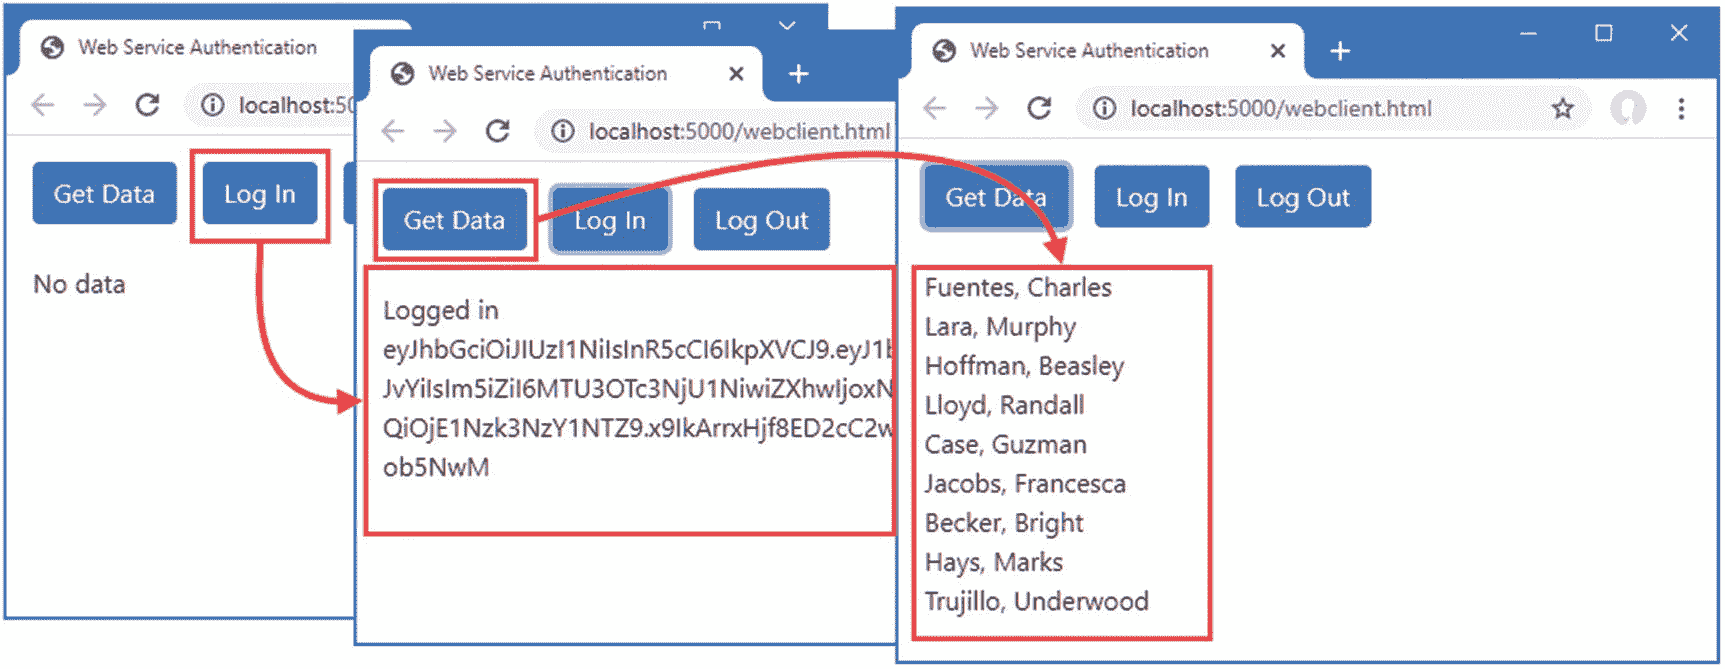 Web Service Authentication
localhost:50
Get Data Log In
No data
Web Service Authentication
localhost:5000/webclient.html
Get Data Log In Log Out
Logged in
eyJhbGciOiJIUzI1NiIsInR5cCI6IkpXVCJ9.eyJ1b
JvYiIsIm5iZiI6MTU3OTc3NjU1NiwiZXhwIjoxN
QiOjE1Nzk3NzY1NTZ9.x9IkArrxHjf8ED2cC2w
ob5NwM
Web Service Authentication
localhost:5000/webclient.html
Get Data Log In Log Out
Fuentes, Charles
Lara, Murphy
Hoffman, Beasley
Lloyd, Randall
Case, Guzman
Jacobs, Francesca
Becker, Bright
Hays, Marks
Trujillo, Underwood